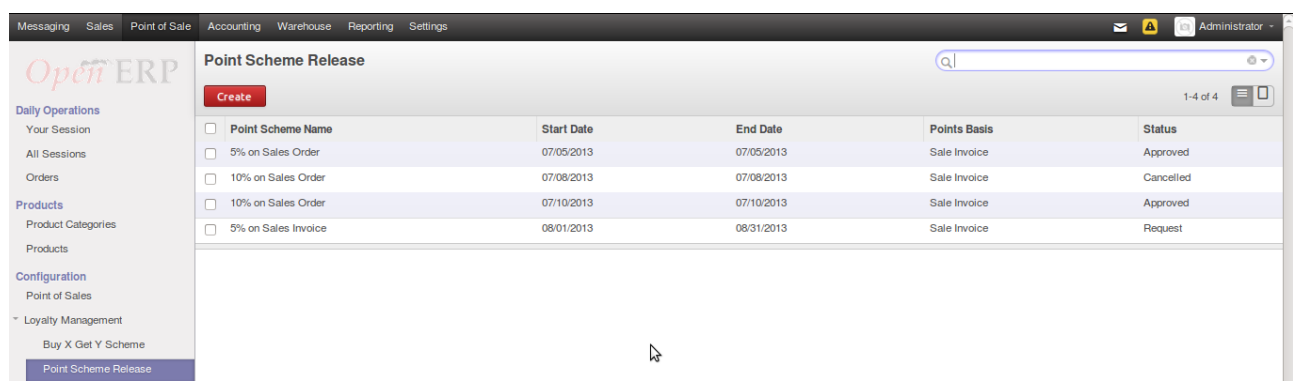 Messaging Sales Point of Sale Accounting Warehouse Reporting Settings Administrator
Open ERP
Daily Operations
Your Session
All Sessions
Orders
Products
Product Categories
Products
Configuration
Point of Sales
Loyalty Management
Buy X Get Y Scheme
Point Scheme Release
Point Scheme Release
Create
1-4 of 4
Point Scheme Name Start Date End Date Points Basis Status
5% on Sales Order 07/05/2013 07/05/2013 Sale Invoice Approved
10% on Sales Order 07/08/2013 07/08/2013 Sale Invoice Cancelled
10% on Sales Order 07/10/2013 07/10/2013 Sale Invoice Approved
5% on Sales Invoice 08/01/2013 08/31/2013 Sale Invoice Request